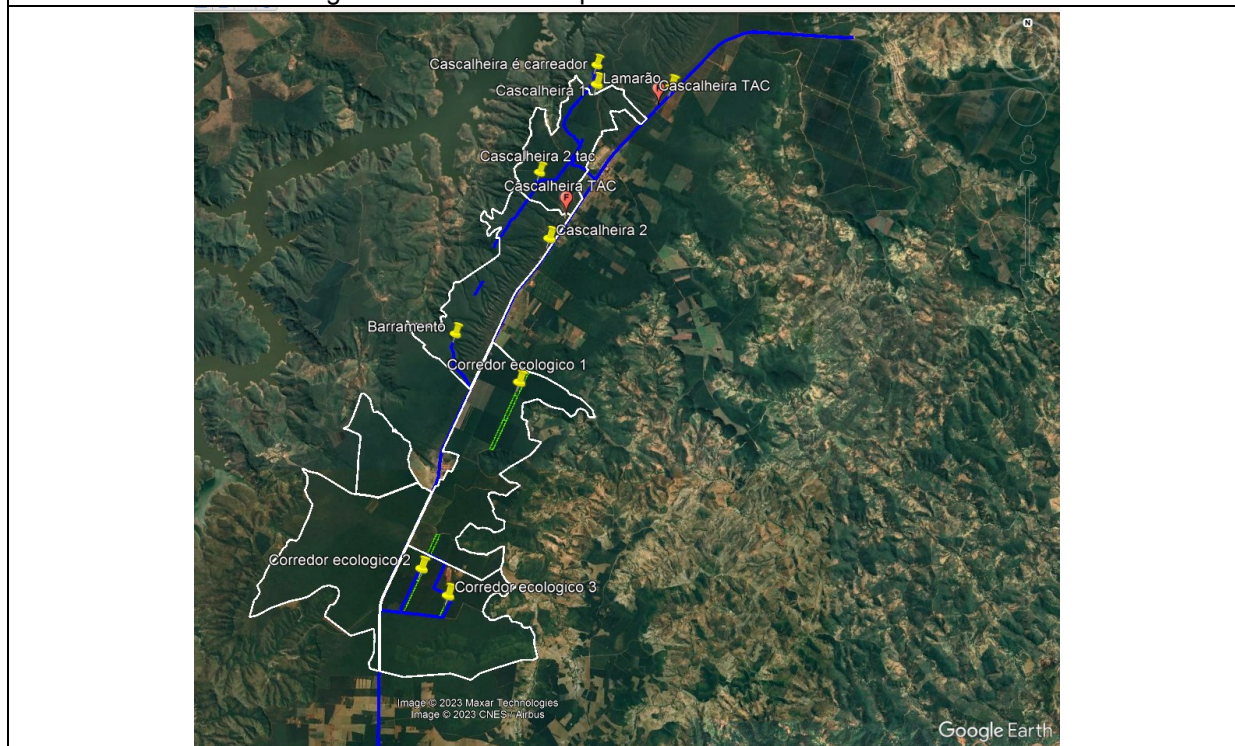 N
Cascalheira é carreador
Lamarão
Cascalheira TAC
Cascalheira 1
Cascalheira 2 tac
Cascalheira TAC
F
Cascalheira 2
Barramento
Corredor ecologico 1
Corredor ecologico 2
Corredor ecologico 3
Image © 2023 Maxar Technologies
Image © 2023 CNES / Airbus
Google Earth